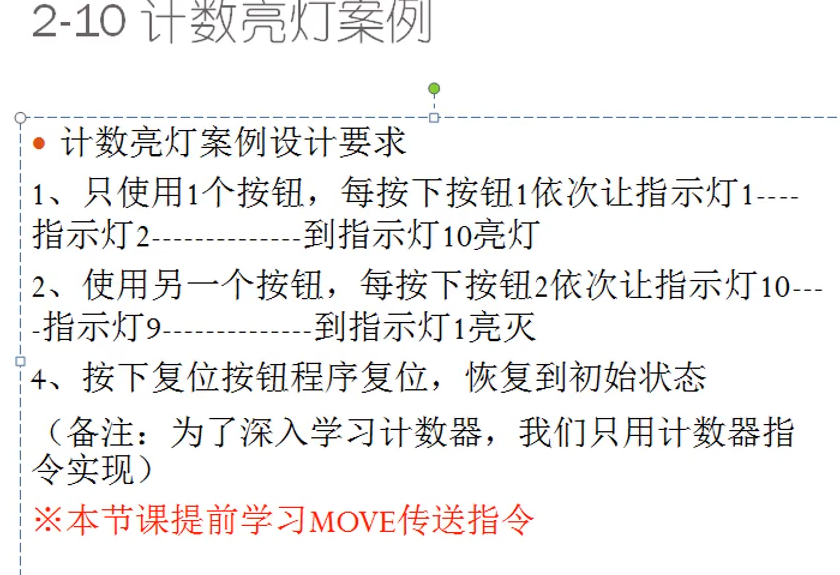 2-10 计数亮灯案例
• 计数亮灯案例设计要求
1、只使用1个按钮，每按下按钮1依次让指示灯1----
指示灯2--------------到指示灯10亮灯
2、使用另一个按钮，每按下按钮2依次让指示灯10---
-指示灯9--------------到指示灯1亮灭
4、按下复位按钮程序复位，恢复到初始状态
（备注：为了深入学习计数器，我们只用计数器指
令实现）
※本节课提前学习MOVE传送指令